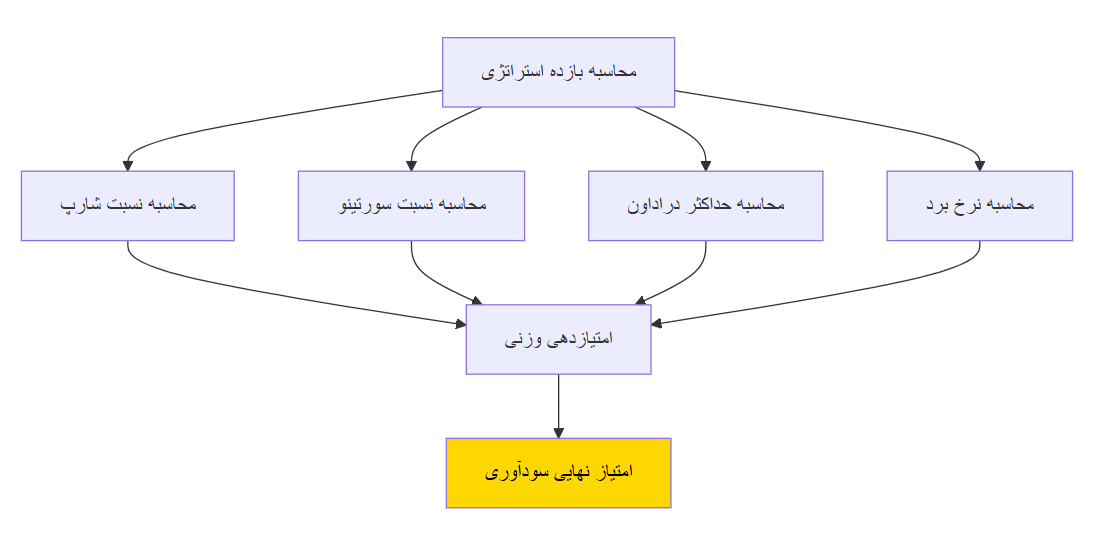 محاسبه بازده استراتژی
محاسبه نسبت شارپ
محاسبه نسبت سورتینو
محاسبه حداکثر دراداون
محاسبه نرخ برد
امتیازدهی وزنی
امتیاز نهایی سودآوری